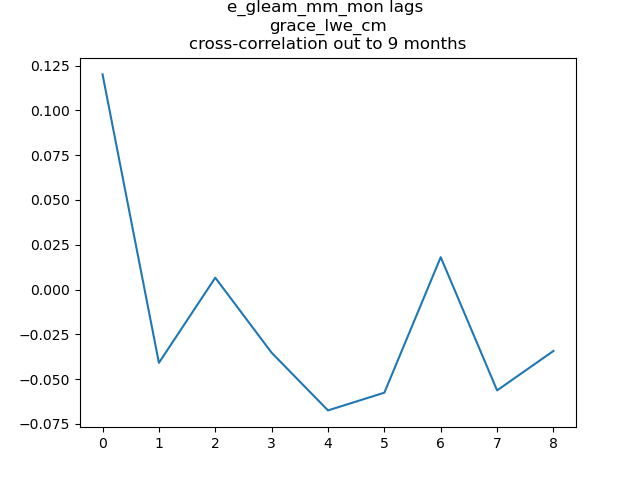 e_gleam_mm_mon lags
grace_lwe_cm
cross-correlation out to 9 months
0.125
0.100
0.075
0.050
0.025
0.000
−0.025
−0.050
−0.075
0 1 2 3 4 5 6 7 8